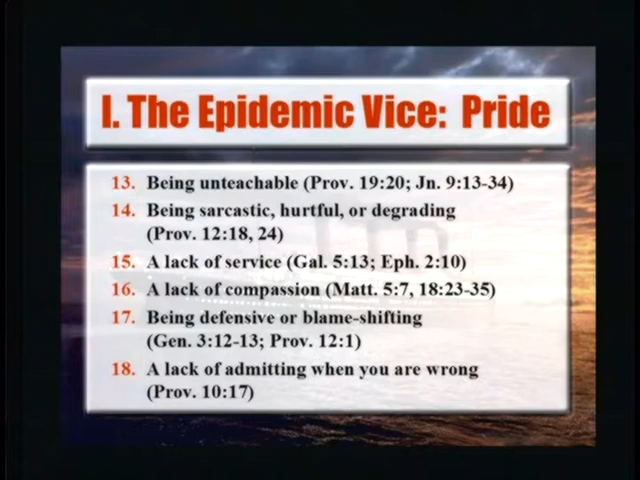 I. The Epidemic Vice: Pride
13. Being unteachable (Prov. 19:20; Jn. 9:13-34)
14. Being sarcastic, hurtful, or degrading
(Prov. 12:18, 24)
15. A lack of service (Gal. 5:13; Eph. 2:10)
16. A lack of compassion (Matt. 5:7, 18:23-35)
17. Being defensive or blame-shifting
(Gen. 3:12-13; Prov. 12:1)
18. A lack of admitting when you are wrong
(Prov. 10:17)